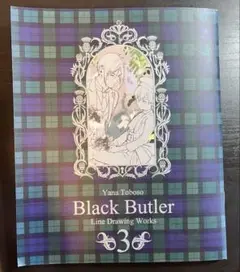 Yana Toboso
Black Butler
Line Drawing Works
3